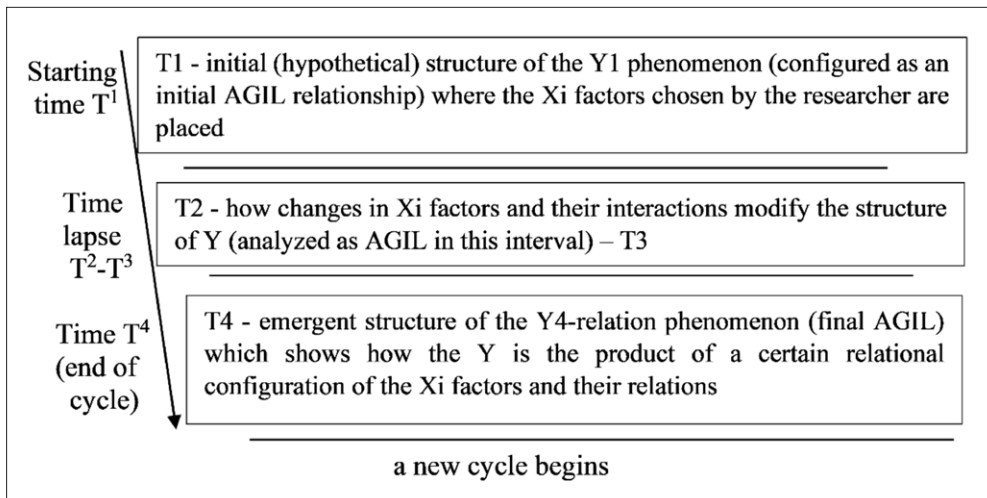 Starting
time T¹
T1 - initial (hypothetical) structure of the Y1 phenomenon (configured as an
initial AGIL relationship) where the Xi factors chosen by the researcher are
placed
Time
lapse
T²-T³
T2 - how changes in Xi factors and their interactions modify the structure
of Y (analyzed as AGIL in this interval) – T3
Time T⁴
(end of
cycle)
T4 - emergent structure of the Y4-relation phenomenon (final AGIL)
which shows how the Y is the product of a certain relational
configuration of the Xi factors and their relations
a new cycle begins